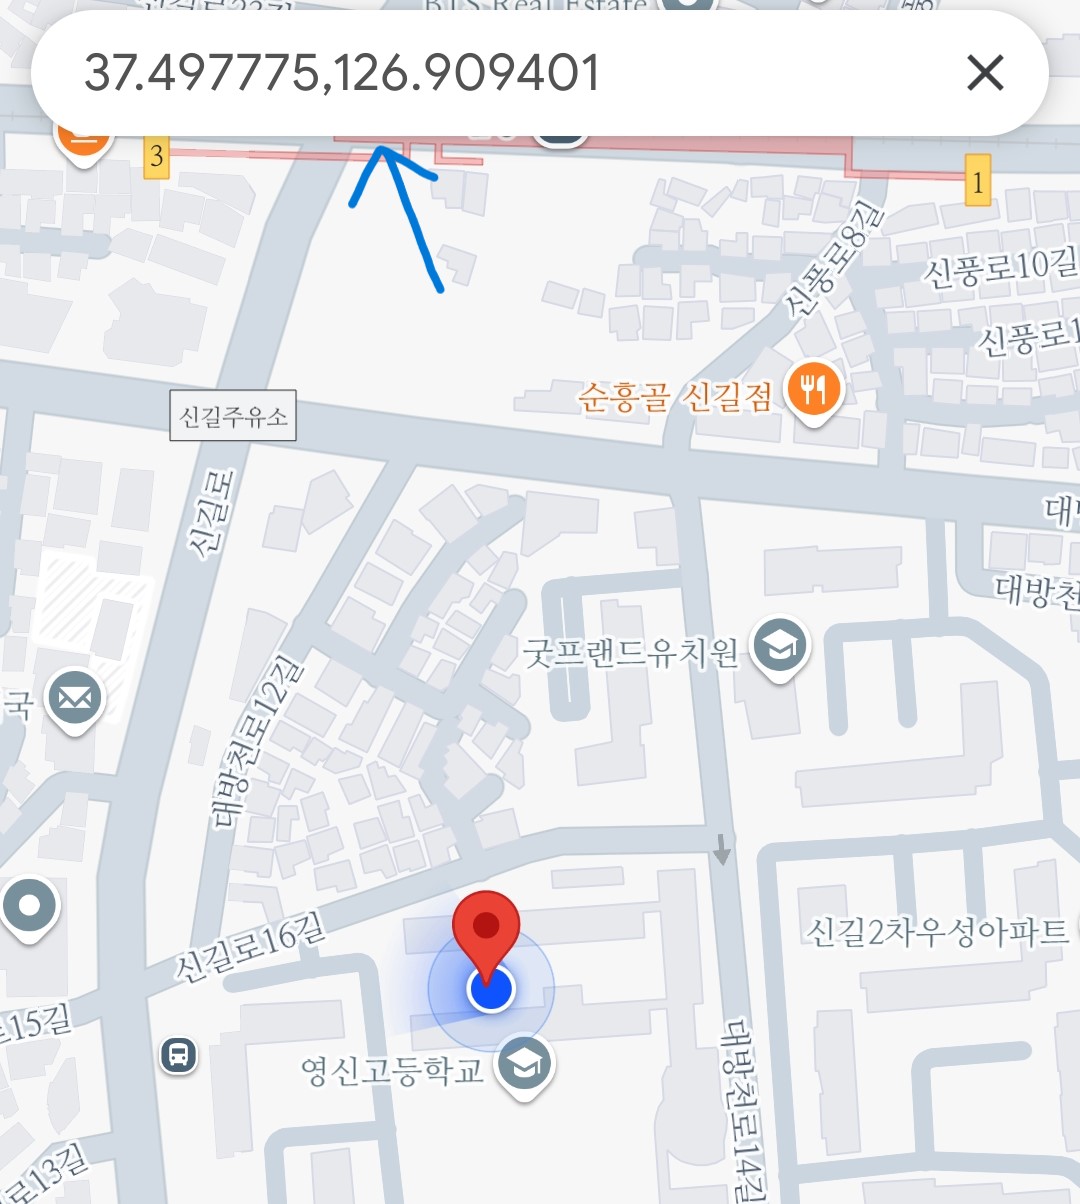 BTS Real Estate
37.497775,126.909401
3
1
신풍로8길
신풍로10길
신풍로1
순흥골 신길점
신길주유소
신길로
대방천
굿프랜드유치원
국
대방천로12길
신길로16길
신길2차우성아파트
15길
영신고등학교
대방천로14길
로13길